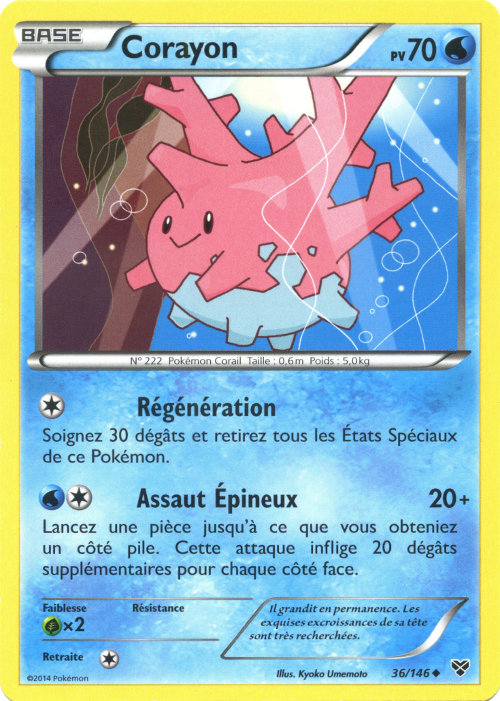 BASE Corayon PV70
N° 222 Pokémon Corail Taille : 0,6m Poids : 5,0kg
Régénération
Soignez 30 dégâts et retirez tous les États Spéciaux
de ce Pokémon.
Assaut Épineux 20+
Lancez une pièce jusqu'à ce que vous obteniez
un côté pile. Cette attaque inflige 20 dégâts
supplémentaires pour chaque côté face.
Faiblesse Résistance
×2
Retraite
Il grandit en permanence. Les
exquises excroissances de sa tête
sont très recherchées.
©2014 Pokémon Illus. Kyoko Umemoto 36/146